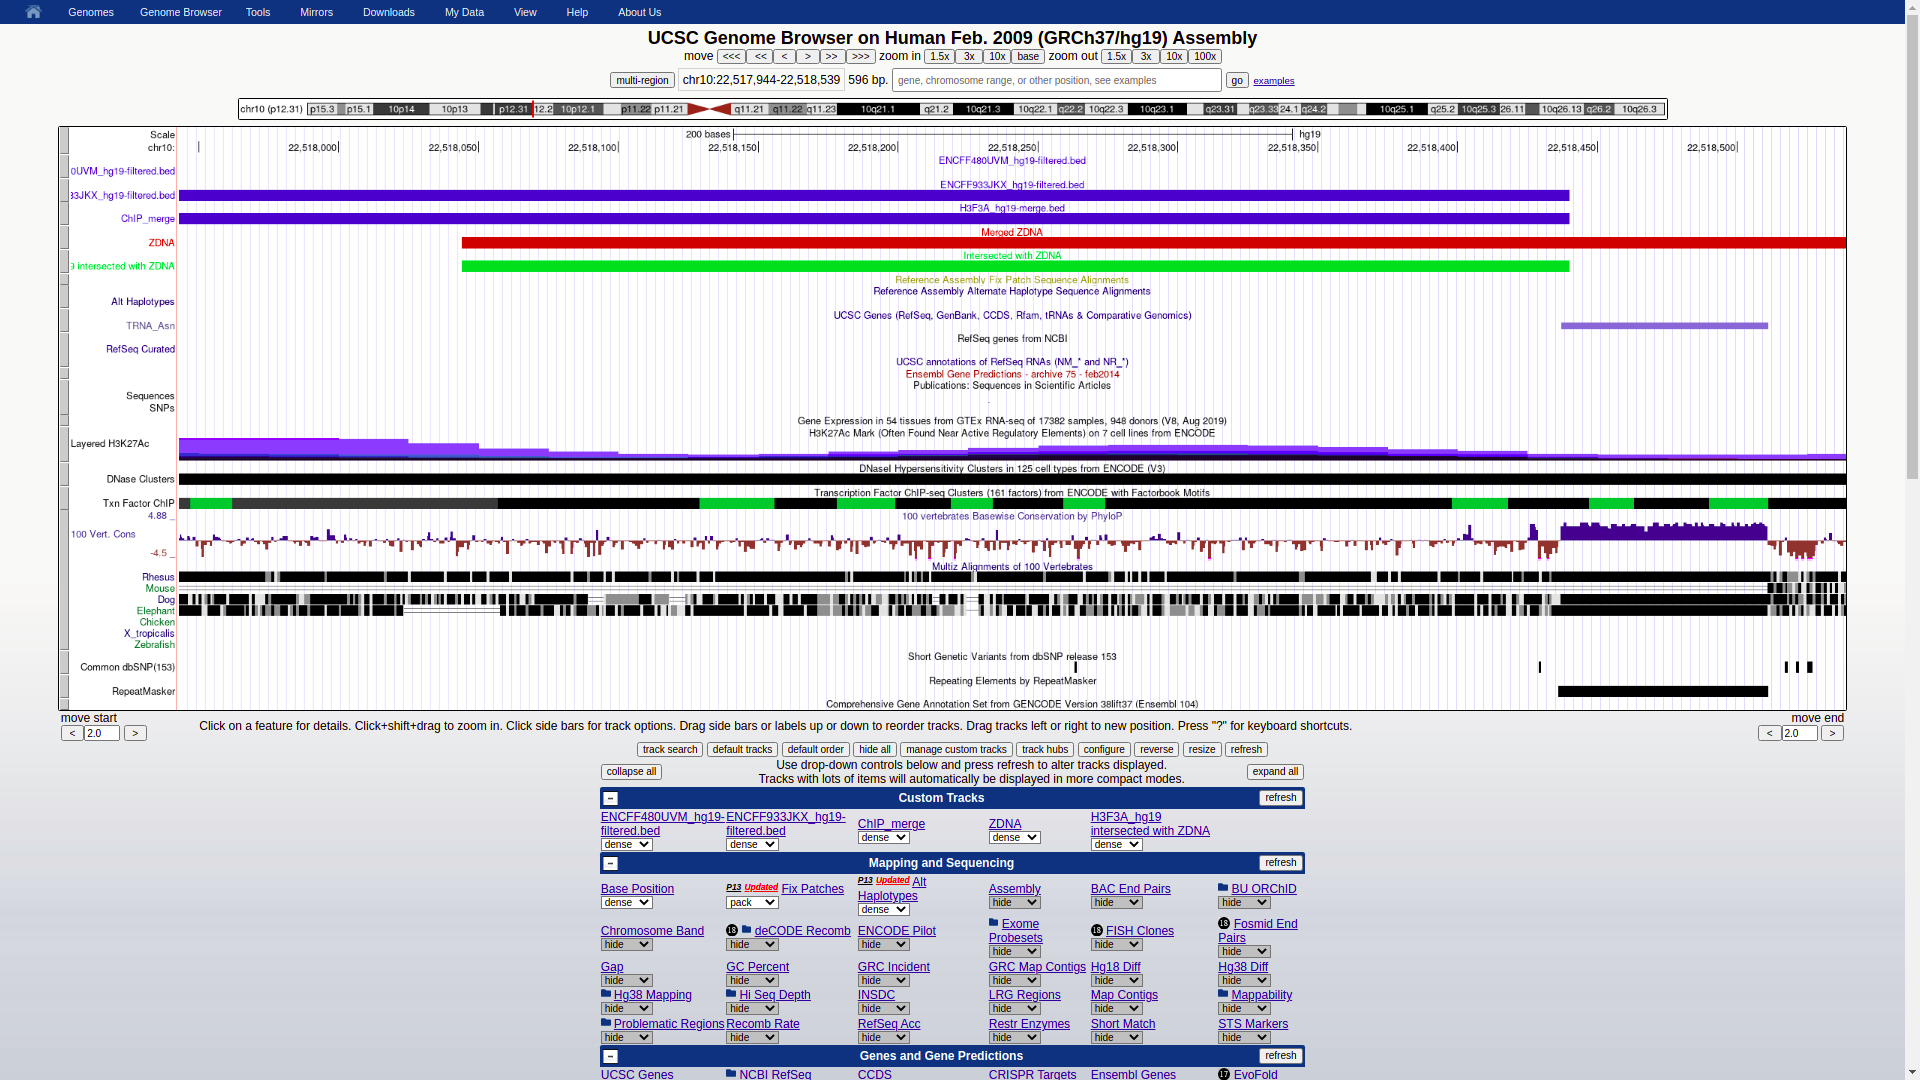 Genomes Genome Browser Tools Mirrors Downloads My Data View Help About Us
UCSC Genome Browser on Human Feb. 2009 (GRCh37/hg19) Assembly
move <<< << < > >> >>> zoom in 1.5x 3x 10x base zoom out 1.5x 3x 10x 100x
multi-region chr10:22,517,944-22,518,539 596 bp. gene, chromosome range, or other position, see examples go examples
chr10 (p12.31) p15.3 p15.1 10p14 10p13 p12.31 12.2 10p12.1 p11.22 p11.21 q11.21 q11.22 q11.23 10q21.1 q21.2 10q21.3 10q22.1 q22.2 10q22.3 10q23.1 q23.31 q23.33 24.1 q24.2 10q25.1 q25.2 10q25.3 26.11 10q26.13 q26.2 10q26.3
Scale 200 bases hg19
chr10: 22,518,000 22,518,050 22,518,100 22,518,150 22,518,200 22,518,250 22,518,300 22,518,350 22,518,400 22,518,450 22,518,500
ENCFF480UVM_hg19-filtered.bed
0UVM_hg19-filtered.bed
ENCFF933JKX_hg19-filtered.bed
33JKX_hg19-filtered.bed
H3F3A_hg19-merge.bed
ChIP_merge
Merged ZDNA
ZDNA
Intersected with ZDNA
9 intersected with ZDNA
Reference Assembly Fix Patch Sequence Alignments
Reference Assembly Alternate Haplotype Sequence Alignments
Alt Haplotypes
UCSC Genes (RefSeq, GenBank, CCDS, Rfam, tRNAs & Comparative Genomics)
TRNA_Asn
RefSeq genes from NCBI
RefSeq Curated
UCSC annotations of RefSeq RNAs (NM_* and NR_*)
Ensembl Gene Predictions - archive 75 - feb2014
Publications: Sequences in Scientific Articles
Sequences
SNPs
Gene Expression in 54 tissues from GTEx RNA-seq of 17382 samples, 948 donors (V8, Aug 2019)
H3K27Ac Mark (Often Found Near Active Regulatory Elements) on 7 cell lines from ENCODE
Layered H3K27Ac
DNaseI Hypersensitivity Clusters in 125 cell types from ENCODE (V3)
DNase Clusters
Transcription Factor ChIP-seq Clusters (161 factors) from ENCODE with Factorbook Motifs
Txn Factor ChIP
4.88 _ 100 vertebrates Basewise Conservation by PhyloP
100 Vert. Cons
-4.5 _
Multiz Alignments of 100 Vertebrates
Rhesus
Mouse
Dog
Elephant
Chicken
X_tropicalis
Zebrafish
Short Genetic Variants from dbSNP release 153
Common dbSNP(153)
Repeating Elements by RepeatMasker
RepeatMasker
Comprehensive Gene Annotation Set from GENCODE Version 38lift37 (Ensembl 104)
move start Click on a feature for details. Click+shift+drag to zoom in. Click side bars for track options. Drag side bars or labels up or down to reorder tracks. Drag tracks left or right to new position. Press "?" for keyboard shortcuts. move end
< 2.0 > < 2.0 >
track search default tracks default order hide all manage custom tracks track hubs configure reverse resize refresh
collapse all Use drop-down controls below and press refresh to alter tracks displayed. expand all
Tracks with lots of items will automatically be displayed in more compact modes.
- Custom Tracks refresh
ENCFF480UVM_hg19- ENCFF933JKX_hg19- ChIP_merge ZDNA H3F3A_hg19
filtered.bed filtered.bed intersected with ZDNA
dense dense dense dense dense
- Mapping and Sequencing refresh
Base Position P13 Updated Fix Patches P13 Updated Alt Haplotypes Assembly BAC End Pairs BU ORChID
dense pack dense hide hide hide
Chromosome Band 18 deCODE Recomb ENCODE Pilot Exome Probesets 18 FISH Clones 18 Fosmid End Pairs
hide hide hide hide hide hide
Gap GC Percent GRC Incident GRC Map Contigs Hg18 Diff Hg38 Diff
hide hide hide hide hide hide
Hg38 Mapping Hi Seq Depth INSDC LRG Regions Map Contigs Mappability
hide hide hide hide hide hide
Problematic Regions Recomb Rate RefSeq Acc Restr Enzymes Short Match STS Markers
hide hide hide hide hide hide
- Genes and Gene Predictions refresh
UCSC Genes NCBI RefSeq CCDS CRISPR Targets Ensembl Genes 17 EvoFold